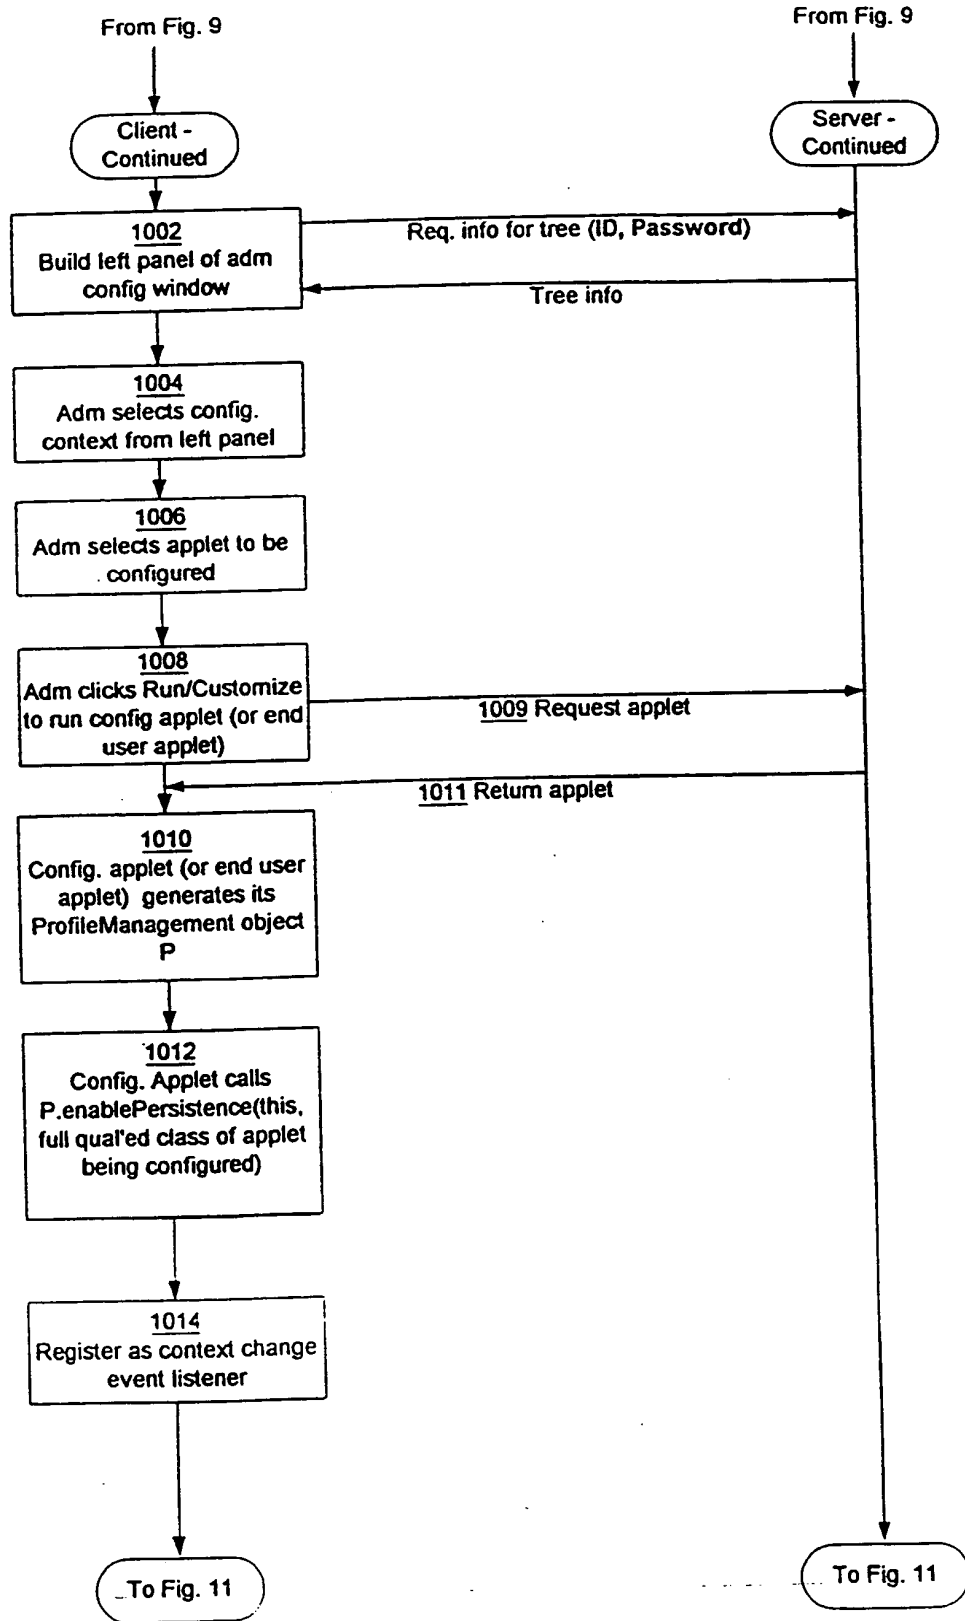 From Fig. 9
From Fig. 9
Client -
Continued
Server -
Continued
1002
Build left panel of adm
config window
Req. info for tree (ID, Password)
Tree info
1004
Adm selects config.
context from left panel
1006
Adm selects applet to be
configured
1008
Adm clicks Run/Customize
to run config applet (or end
user applet)
1009 Request applet
1011 Return applet
1010
Config. applet (or end user
applet) generates its
ProfileManagement object
P
1012
Config. Applet calls
P.enablePersistence(this,
full qual'ed class of applet
being configured)
1014
Register as context change
event listener
To Fig. 11
To Fig. 11